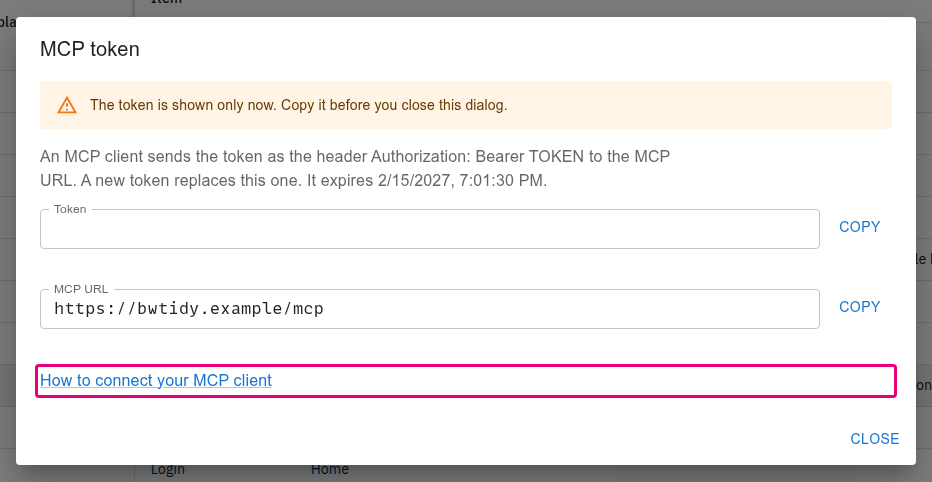 Item
MCP token
The token is shown only now. Copy it before you close this dialog.
An MCP client sends the token as the header Authorization: Bearer TOKEN to the MCP
URL. A new token replaces this one. It expires 2/15/2027, 7:01:30 PM.
Token
COPY
MCP URL
https://bwtidy.example/mcp
COPY
How to connect your MCP client
CLOSE
Login Home